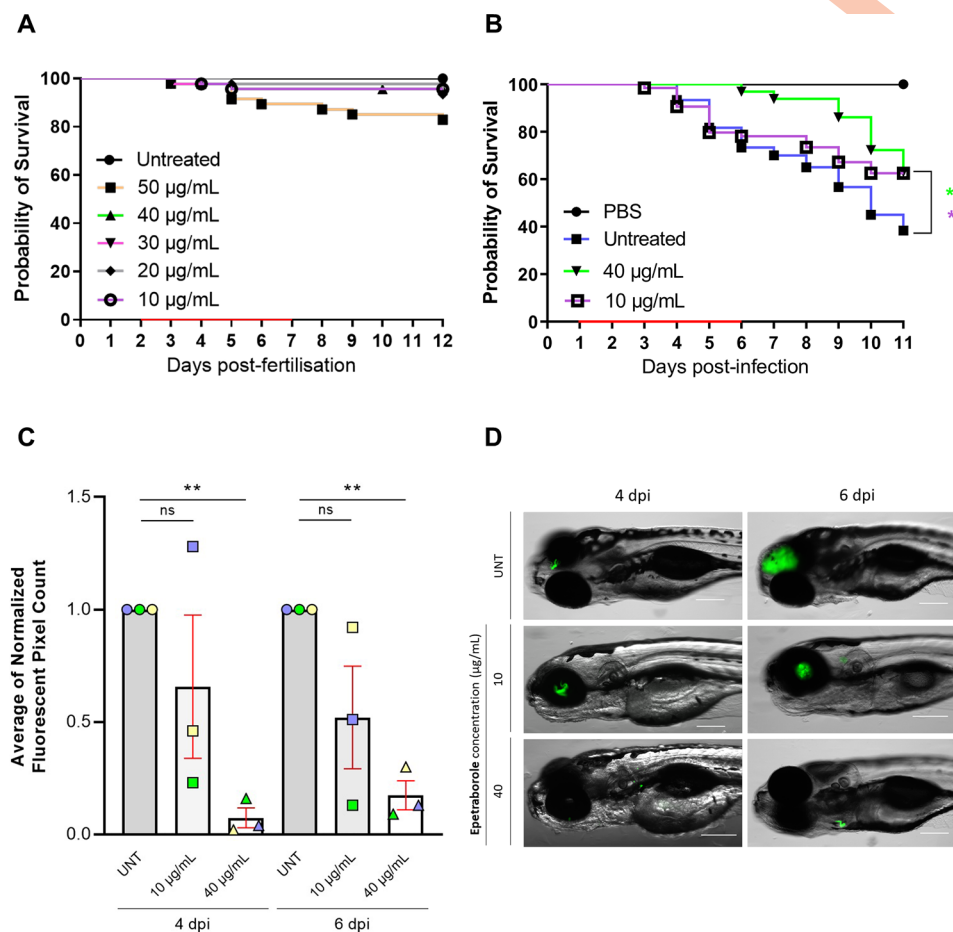 A
Probability of Survival
100
80
60
40
20
0
Untreated
50 µg/mL
40 µg/mL
30 µg/mL
20 µg/mL
10 µg/mL
0 1 2 3 4 5 6 7 8 9 10 11 12
Days post-fertilisation
B
Probability of Survival
100
80
60
40
20
0
PBS
Untreated
40 µg/mL
10 µg/mL
*
*
0 1 2 3 4 5 6 7 8 9 10 11
Days post-infection
C
Average of Normalized
Fluorescent Pixel Count
1.5
1.0
0.5
0.0
**
ns
**
ns
UNT
10 µg/mL
40 µg/mL
UNT
10 µg/mL
40 µg/mL
4 dpi
6 dpi
D
4 dpi
6 dpi
UNT
10
40
Epetraborole concentration (µg/mL)